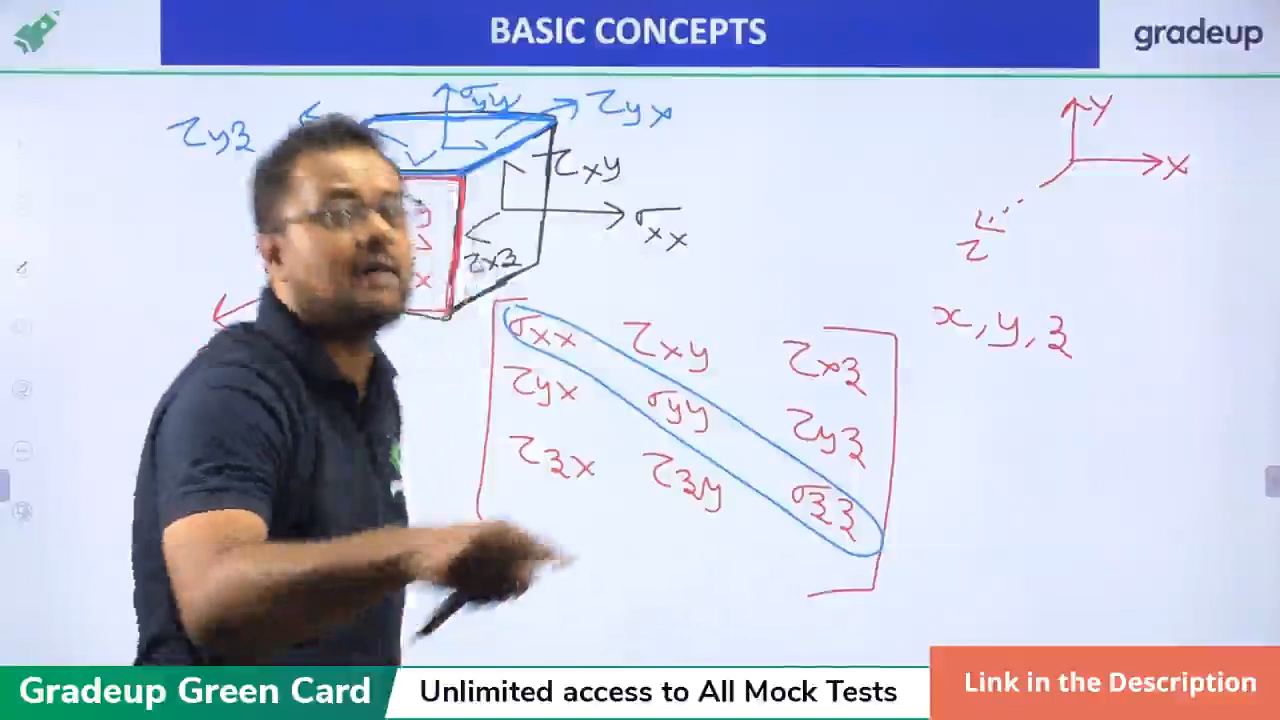 BASIC CONCEPTS
gradeup
σyy
τyx
τyz
τxy
σxx
τxz
Y
X
Z
σxx τxy τxz
τyx σyy τyz
τzx τzy σzz
x, y, z
Gradeup Green Card
Unlimited access to All Mock Tests
Link in the Description